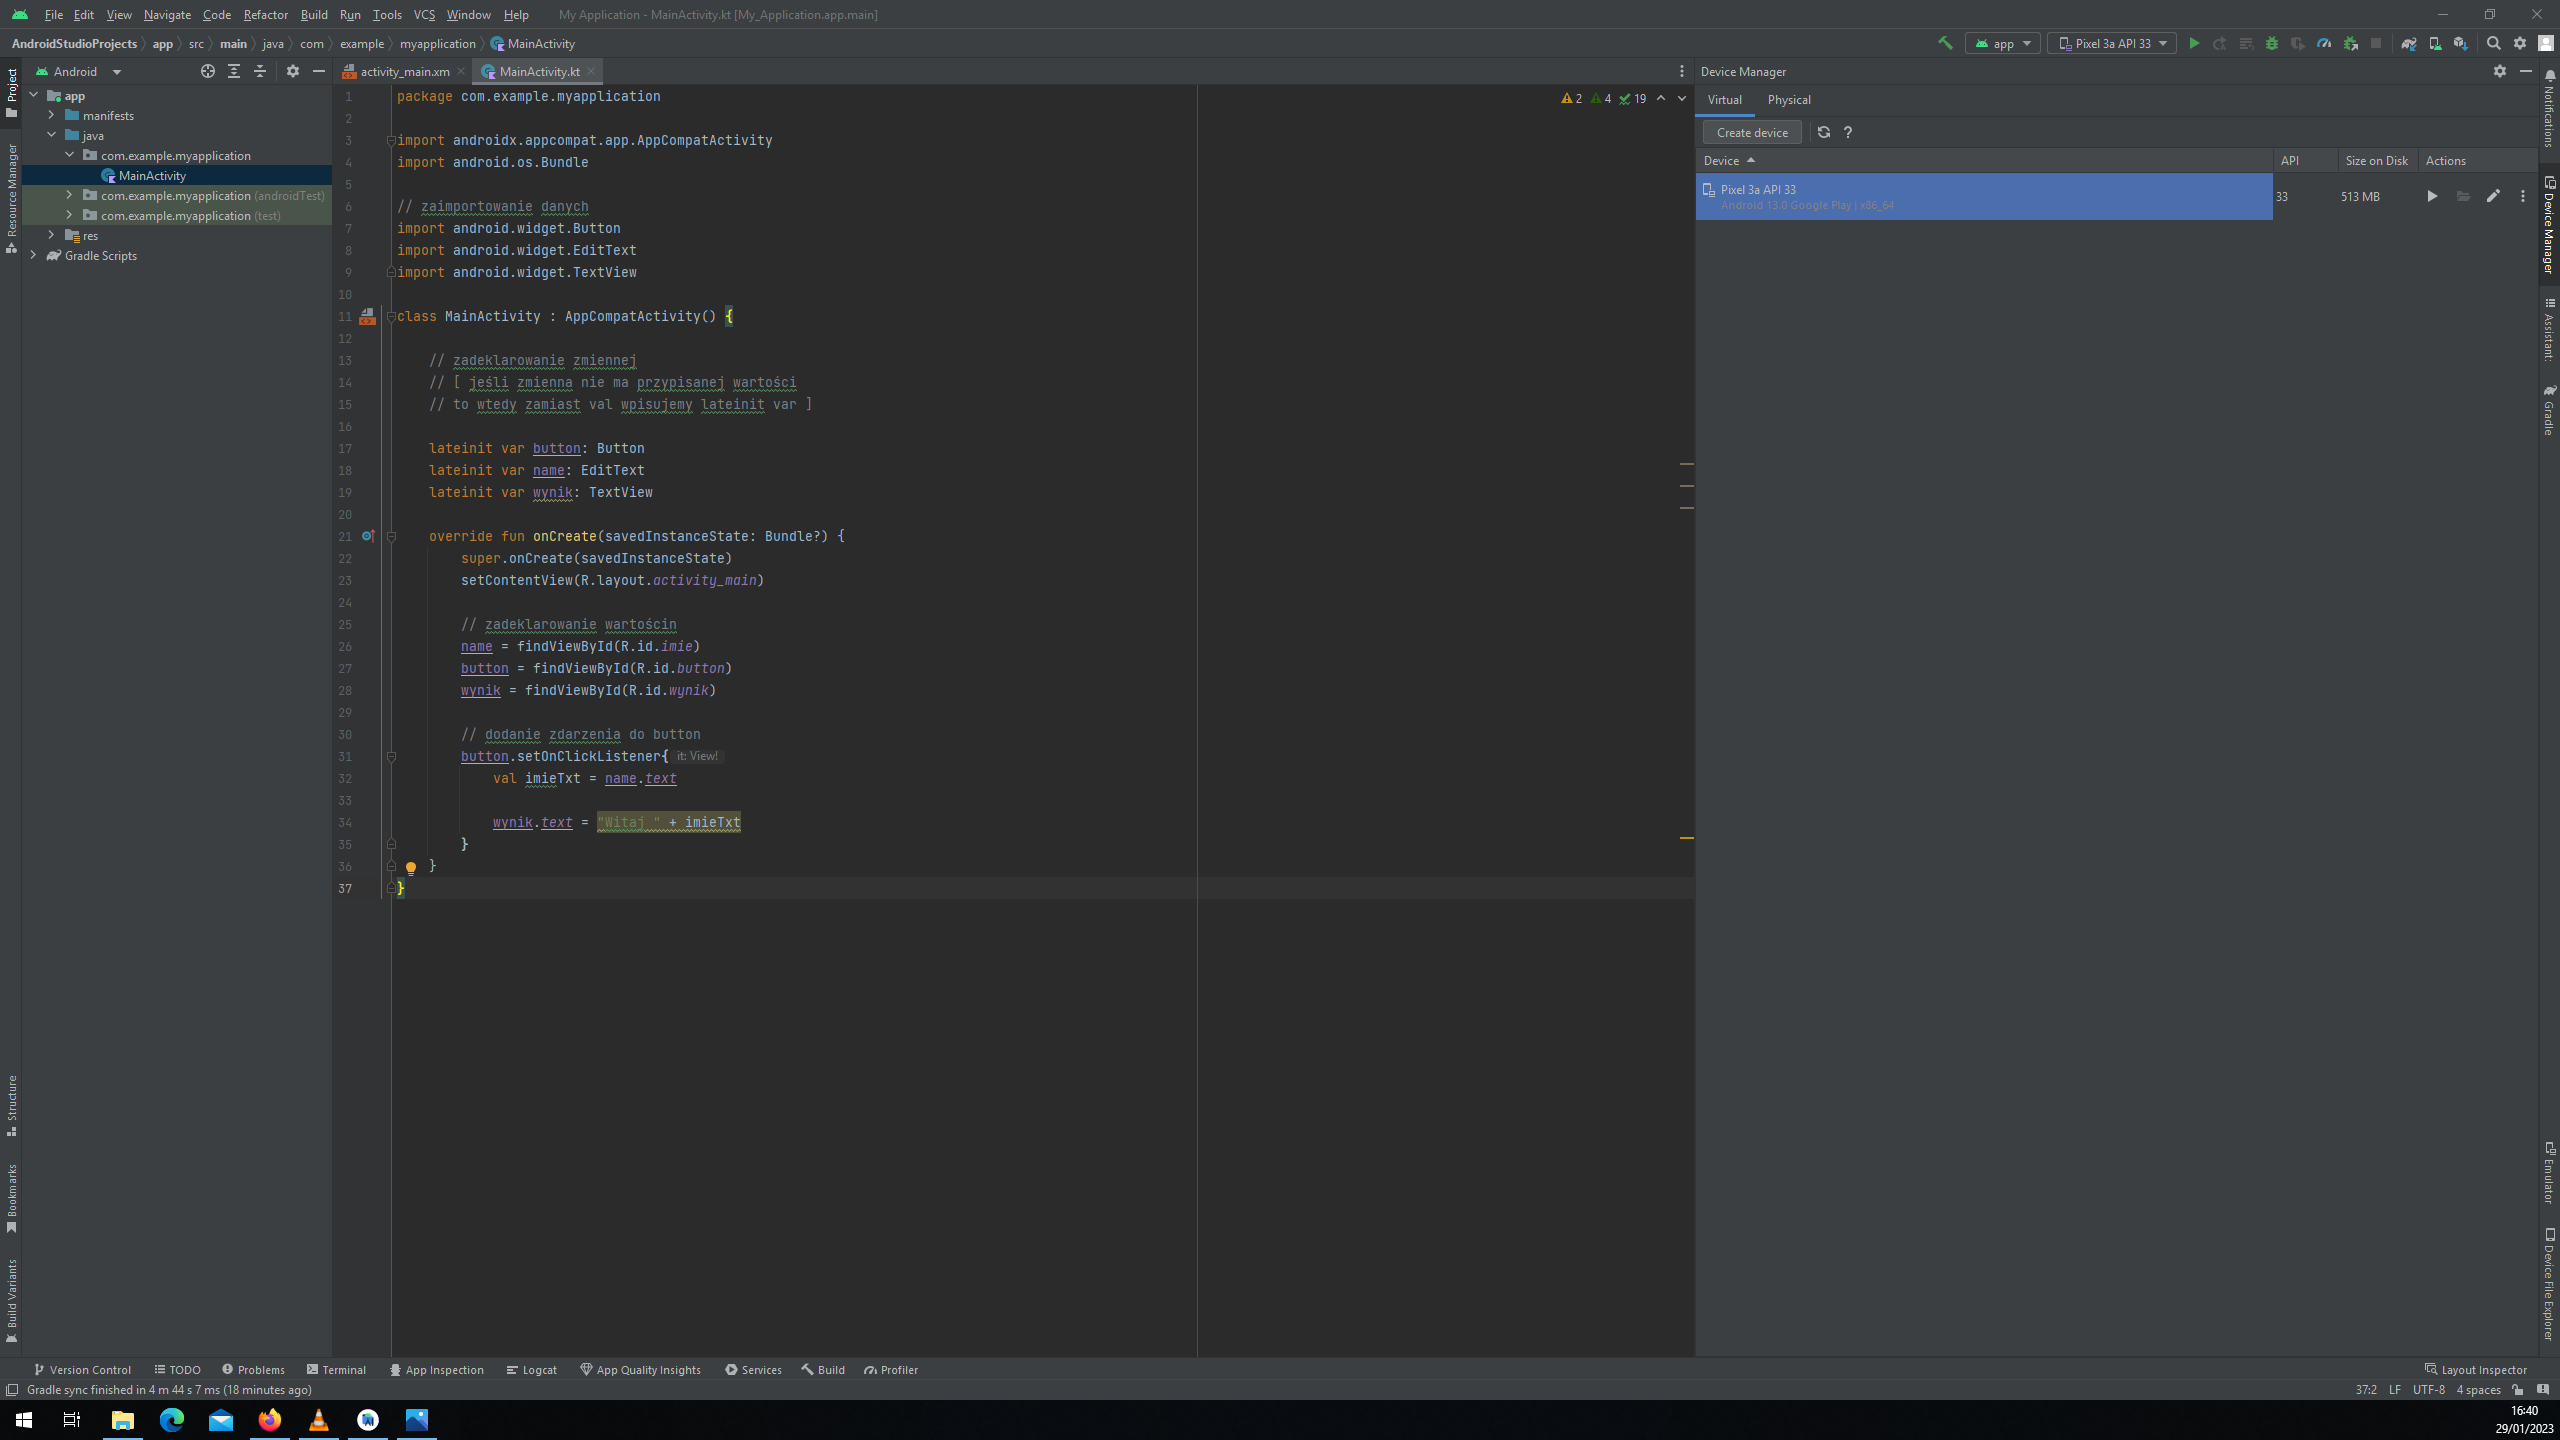 File Edit View Navigate Code Refactor Build Run Tools VCS Window Help My Application - MainActivity.kt [My_Application.app.main]
AndroidStudioProjects app src main java com example myapplication MainActivity app Pixel 3a API 33
Android activity_main.xm MainActivity.kt Device Manager
Project
Resource Manager
Structure
Bookmarks
Build Variants
app
manifests
java
com.example.myapplication
MainActivity
com.example.myapplication (androidTest)
com.example.myapplication (test)
res
Gradle Scripts
2 4 19
1 package com.example.myapplication
2
3 import androidx.appcompat.app.AppCompatActivity
4 import android.os.Bundle
5
6 // zaimportowanie danych
7 import android.widget.Button
8 import android.widget.EditText
9 import android.widget.TextView
10
11 class MainActivity : AppCompatActivity() {
12
13 // zadeklarowanie zmiennej
14 // [ jeśli zmienna nie ma przypisanej wartości
15 // to wtedy zamiast val wpisujemy lateinit var ]
16
17 lateinit var button: Button
18 lateinit var name: EditText
19 lateinit var wynik: TextView
20
21 override fun onCreate(savedInstanceState: Bundle?) {
22 super.onCreate(savedInstanceState)
23 setContentView(R.layout.activity_main)
24
25 // zadeklarowanie wartościn
26 name = findViewById(R.id.imie)
27 button = findViewById(R.id.button)
28 wynik = findViewById(R.id.wynik)
29
30 // dodanie zdarzenia do button
31 button.setOnClickListener{ it: View!
32 val imieTxt = name.text
33
34 wynik.text = "Witaj " + imieTxt
35 }
36 }
37 }
Virtual Physical
Create device ?
Device API Size on Disk Actions
Pixel 3a API 33
Android 13.0 Google Play | x86_64
33 513 MB
Notifications
Device Manager
Assistant:
Gradle
Emulator
Device File Explorer
Version Control TODO Problems Terminal App Inspection Logcat App Quality Insights Services Build Profiler Layout Inspector
Gradle sync finished in 4 m 44 s 7 ms (18 minutes ago) 37:2 LF UTF-8 4 spaces
16:40
29/01/2023